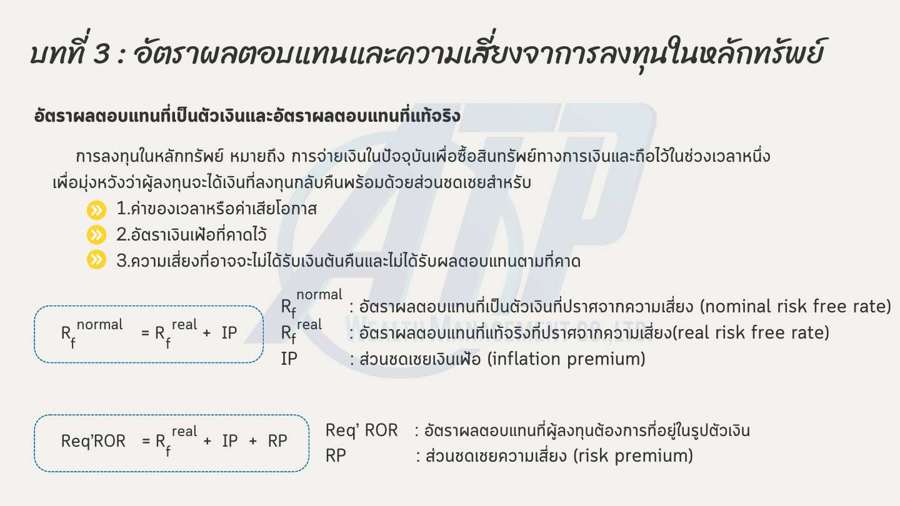 บทที่ 3 : อัตราผลตอบแทนและความเสี่ยงจาการลงทุนในหลักทรัพย์
อัตราผลตอบแทนที่เป็นตัวเงินและอัตราผลตอบแทนที่แท้จริง
การลงทุนในหลักทรัพย์ หมายถึง การจ่ายเงินในปัจจุบันเพื่อซื้อสินทรัพย์ทางการเงินและถือไว้ในช่วงเวลาหนึ่ง
เพื่อมุ่งหวังว่าผู้ลงทุนจะได้เงินที่ลงทุนกลับคืนพร้อมด้วยส่วนชดเชยสำหรับ
1.ค่าของเวลาหรือค่าเสียโอกาส
2.อัตราเงินเฟ้อที่คาดไว้
3.ความเสี่ยงที่อาจจะไม่ได้รับเงินต้นคืนและไม่ได้รับผลตอบแทนตามที่คาด
R_f^normal = R_f^real + IP
R_f^normal : อัตราผลตอบแทนที่เป็นตัวเงินที่ปราศจากความเสี่ยง (nominal risk free rate)
R_f^real : อัตราผลตอบแทนที่แท้จริงที่ปราศจากความเสี่ยง(real risk free rate)
IP : ส่วนชดเชยเงินเฟ้อ (inflation premium)
Req’ROR = R_f^real + IP + RP
Req’ ROR : อัตราผลตอบแทนที่ผู้ลงทุนต้องการที่อยู่ในรูปตัวเงิน
RP : ส่วนชดเชยความเสี่ยง (risk premium)
ATP
WEALTH MANAGEMENT CO.,LTD